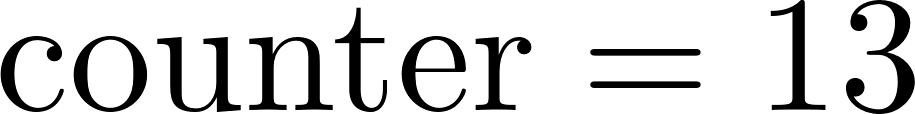 counter = 13